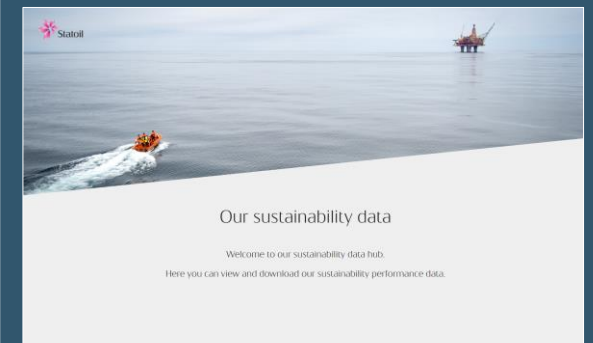 Statoil
Our sustainability data
Welcome to our sustainability data hub.
Here you can view and download our sustainability performance data.